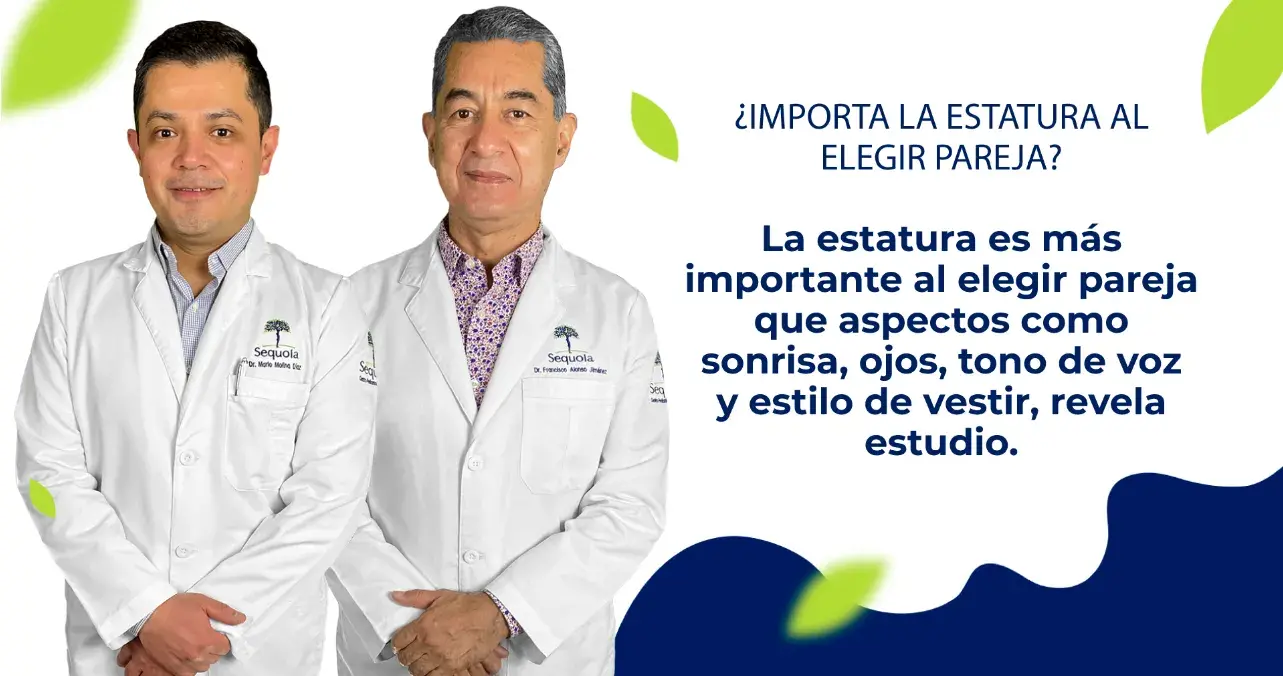 ¿IMPORTA LA ESTATURA AL
ELEGIR PAREJA?
La estatura es más
importante al elegir pareja
que aspectos como
sonrisa, ojos, tono de voz
y estilo de vestir, revela
estudio.
Sequoia
Dr. Mario Molina Díaz
Sequoia
Dr. Francisco Alonso Jiménez